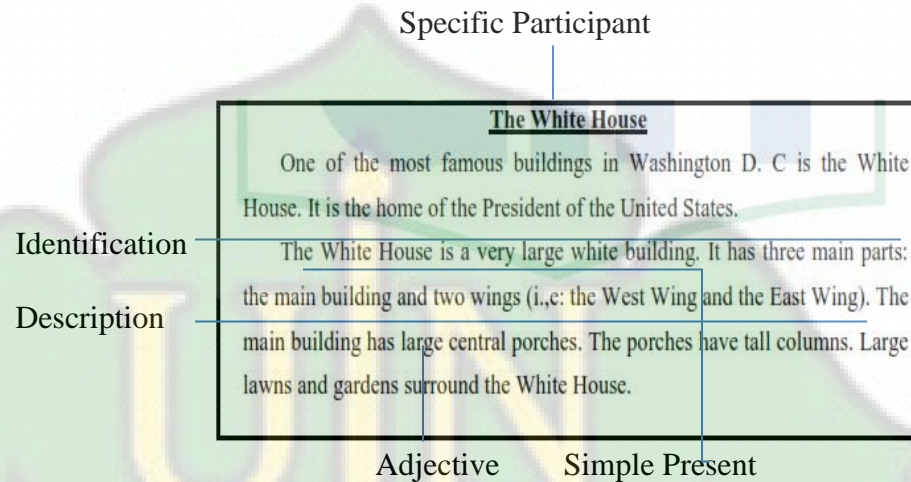 Specific Participant
The White House
One of the most famous buildings in Washington D. C is the White
House. It is the home of the President of the United States.
Identification
The White House is a very large white building. It has three main parts:
the main building and two wings (i.,e: the West Wing and the East Wing). The
Description
main building has large central porches. The porches have tall columns. Large
lawns and gardens surround the White House.
Adjective Simple Present
UIN